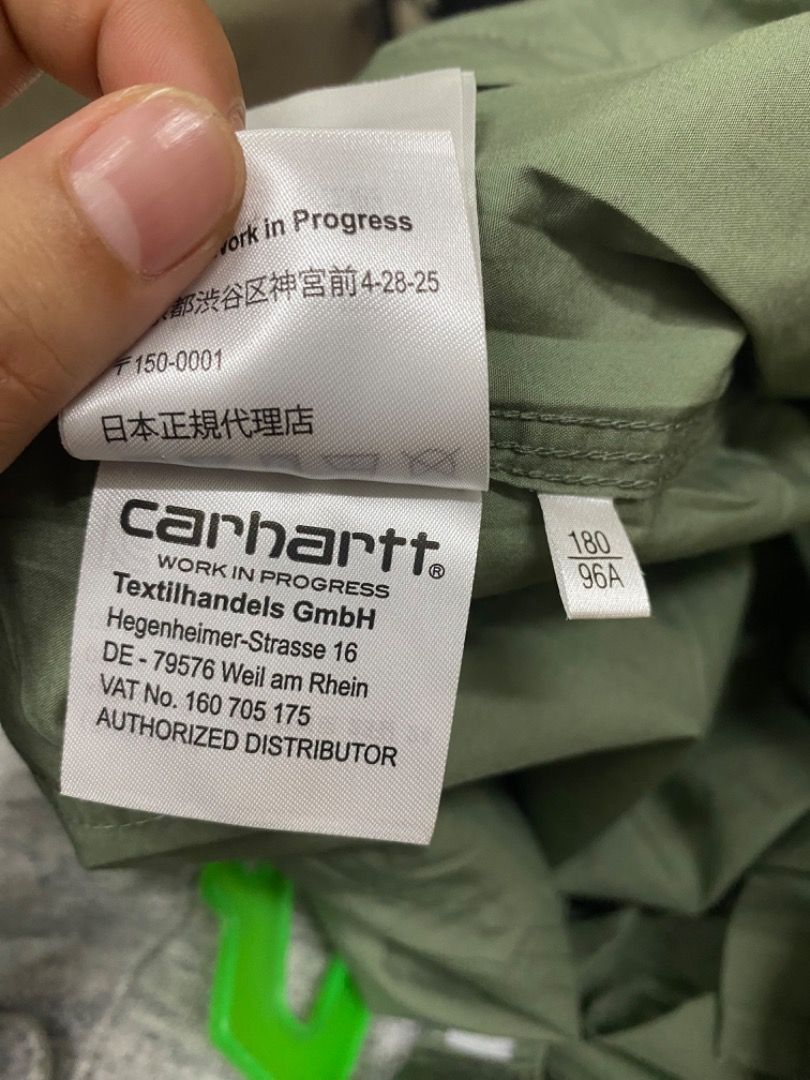 Work in Progress
京都渋谷区神宮前4-28-25
〒150-0001
日本正規代理店
carhartt®
WORK IN PROGRESS
Textilhandels GmbH
Hegenheimer-Strasse 16
DE - 79576 Weil am Rhein
VAT No. 160 705 175
AUTHORIZED DISTRIBUTOR
180
96A